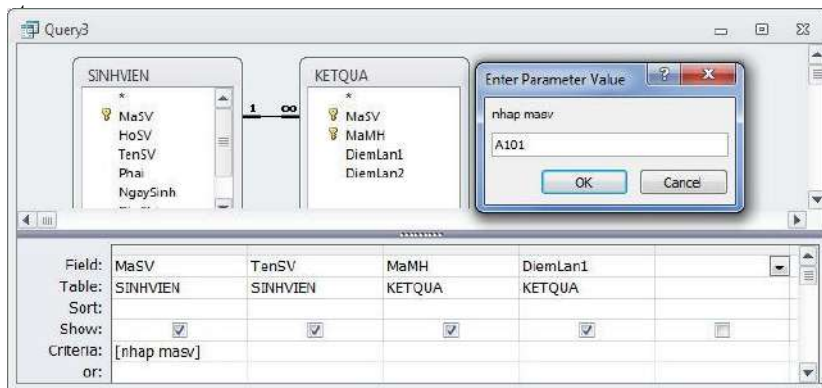 Query3
SINHVIEN
*
MaSV
HoSV
TenSV
Phai
NgaySinh
1 ∞
KETQUA
*
MaSV
MaMH
DiemLan1
DiemLan2
Enter Parameter Value
?
nhap masv
A101
OK Cancel
Field: MaSV TenSV MaMH DiemLan1
Table: SINHVIEN SINHVIEN KETQUA KETQUA
Sort:
Show:
Criteria: [nhap masv]
or: